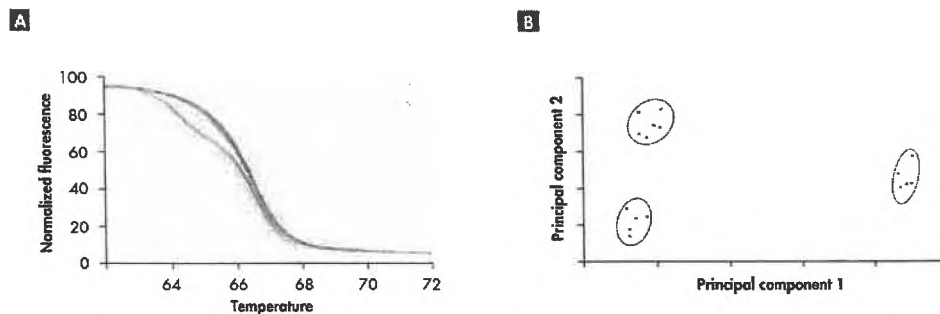 A
Normalized fluorescence
100
80
60
40
20
0
64
66
68
70
72
Temperature
B
Principal component 2
Principal component 1